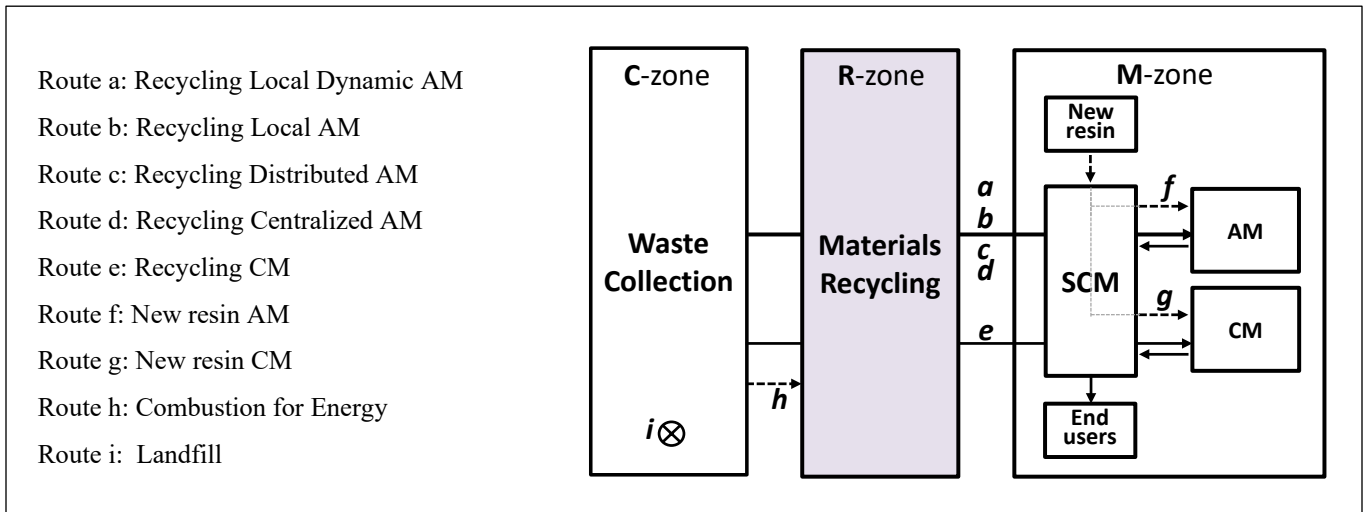 Route a: Recycling Local Dynamic AM
Route b: Recycling Local AM
Route c: Recycling Distributed AM
Route d: Recycling Centralized AM
Route e: Recycling CM
Route f: New resin AM
Route g: New resin CM
Route h: Combustion for Energy
Route i: Landfill
C-zone
Waste
Collection
h
i
R-zone
Materials
Recycling
a
b
c
d
e
M-zone
New
resin
SCM
f
AM
g
CM
End
users